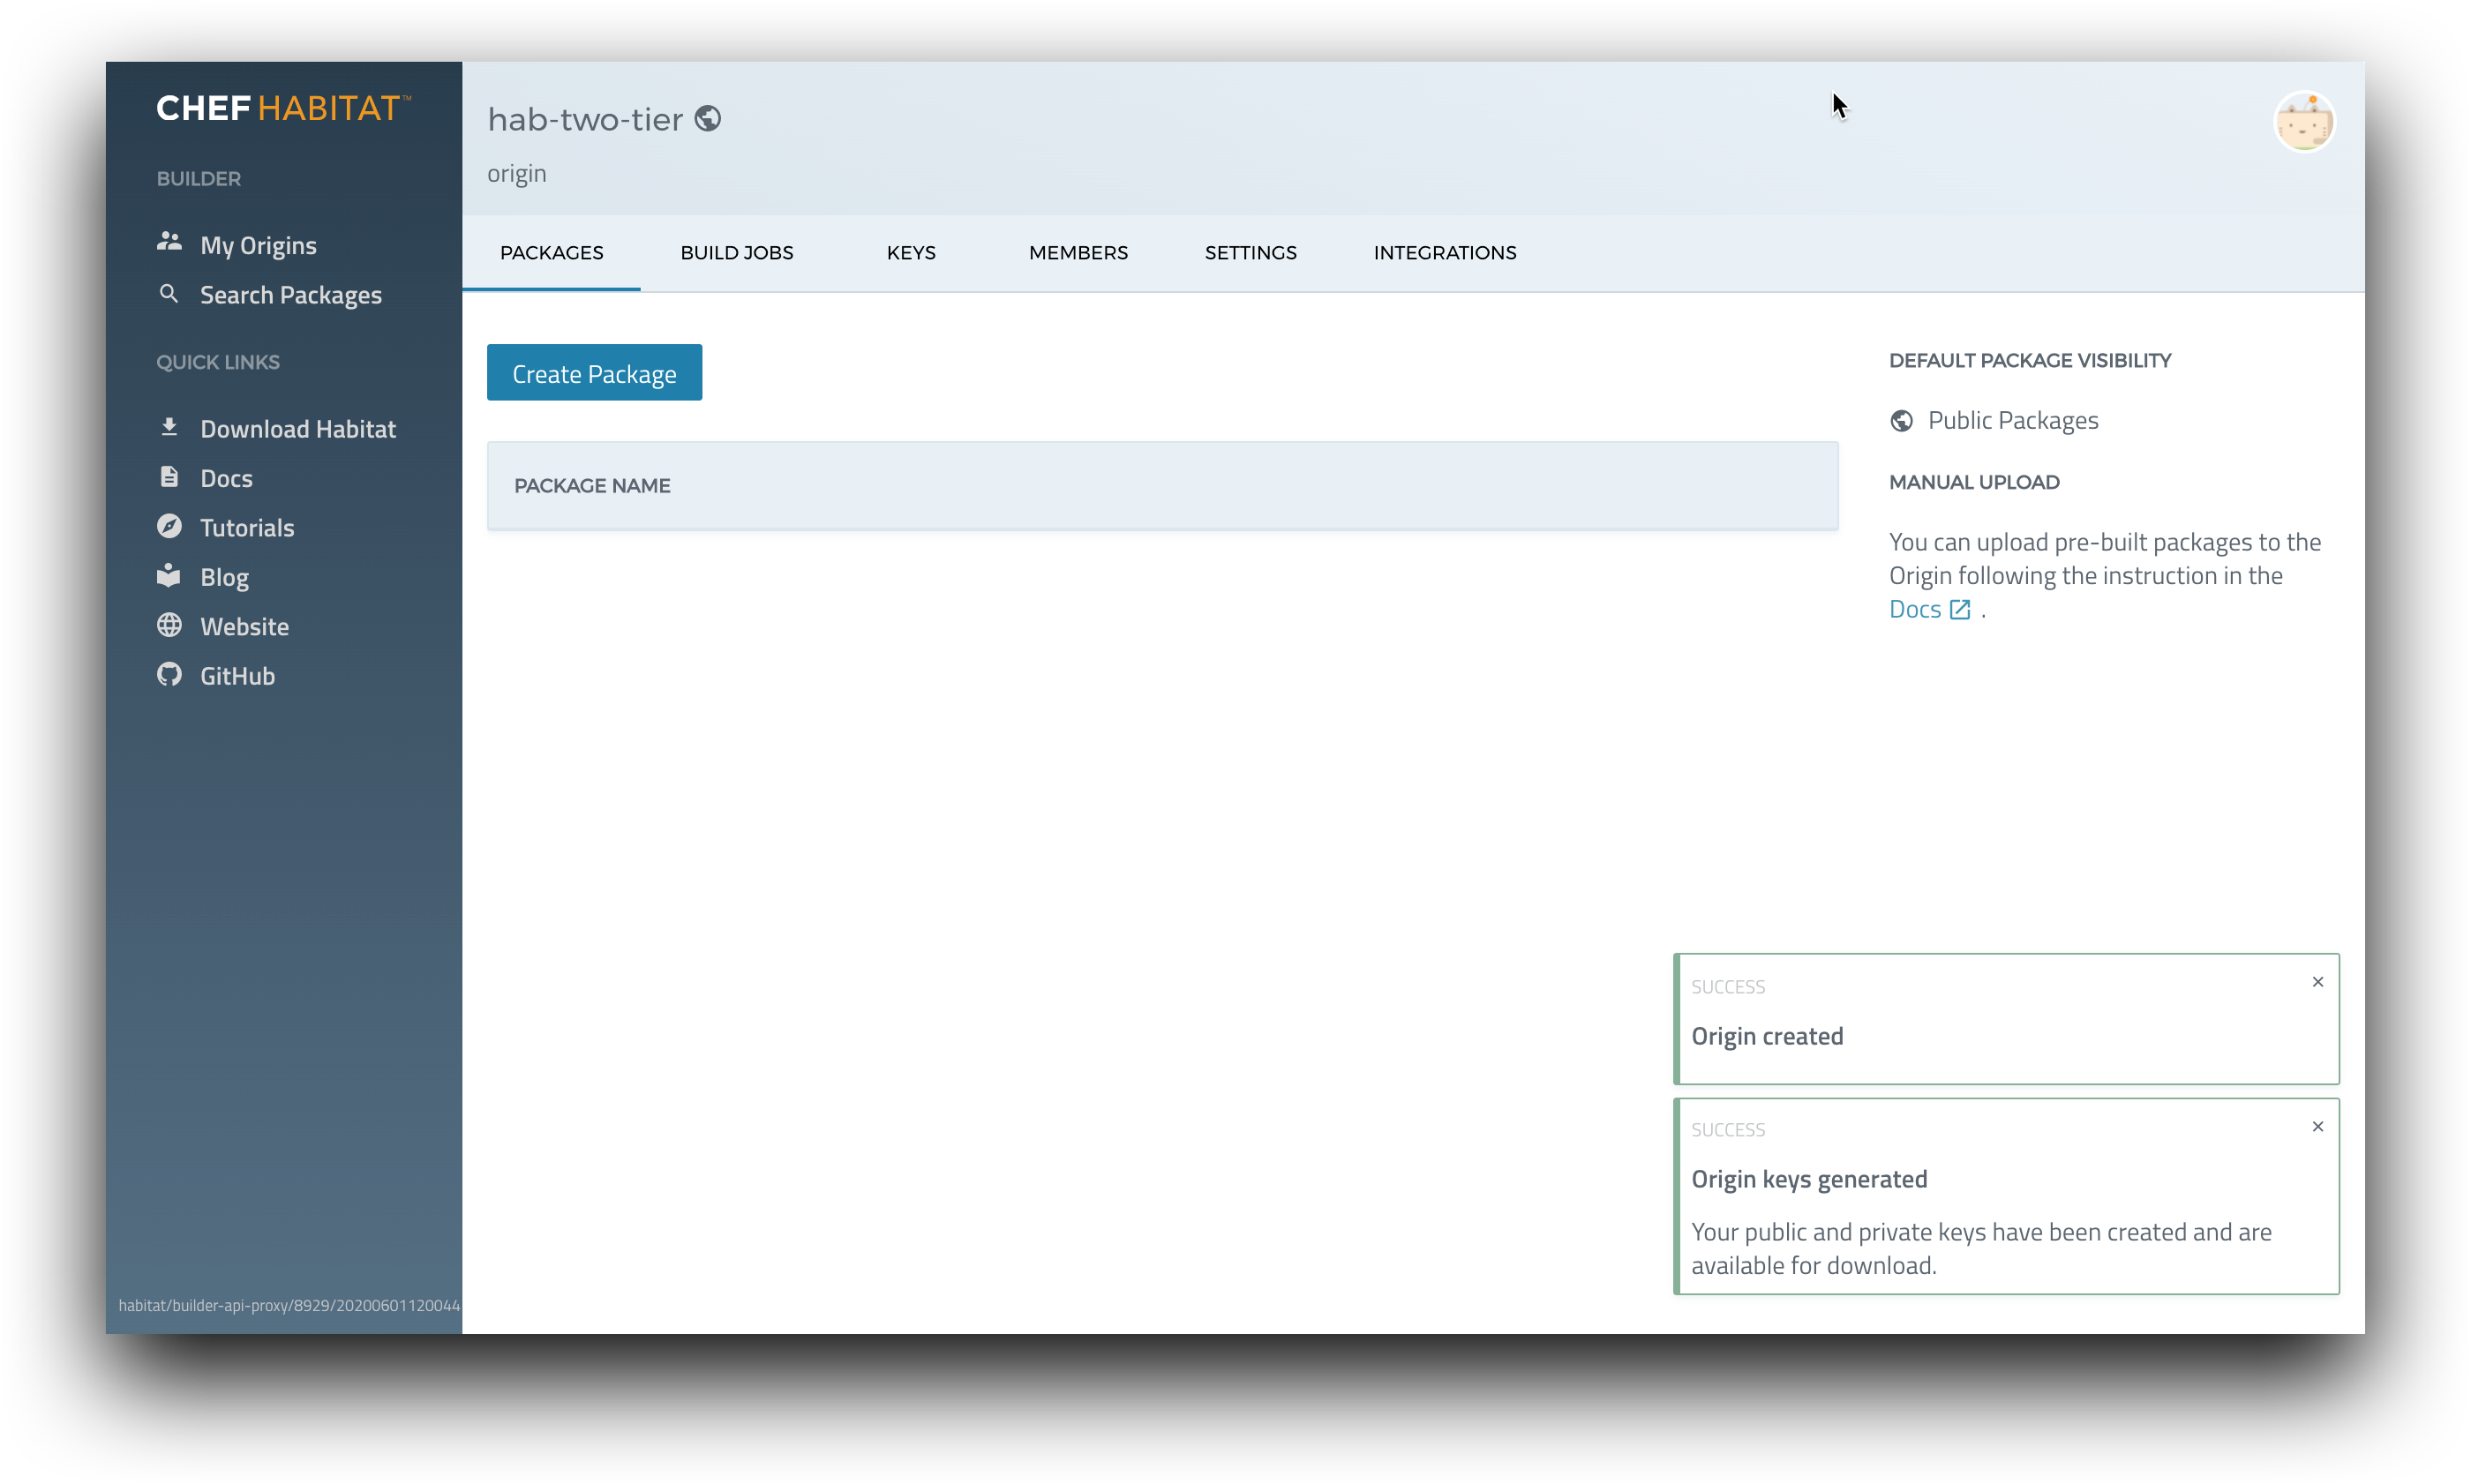 CHEF HABITAT™
BUILDER
My Origins
Search Packages
QUICK LINKS
Download Habitat
Docs
Tutorials
Blog
Website
GitHub
habitat/builder-api-proxy/8929/20200601120044
hab-two-tier
origin
PACKAGES
BUILD JOBS
KEYS
MEMBERS
SETTINGS
INTEGRATIONS
Create Package
PACKAGE NAME
DEFAULT PACKAGE VISIBILITY
Public Packages
MANUAL UPLOAD
You can upload pre-built packages to the
Origin following the instruction in the
Docs .
SUCCESS
Origin created
SUCCESS
Origin keys generated
Your public and private keys have been created and are
available for download.